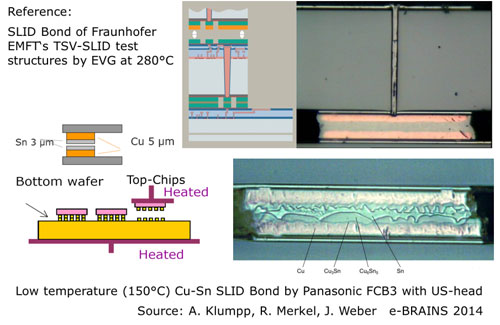 Reference:
SLID Bond of Fraunhofer
EMFT's TSV-SLID test
structures by EVG at 280°C
Sn 3 µm
Cu 5 µm
Top-Chips
Bottom wafer
Heated
Heated
Cu
Cu₃Sn
Cu₆Sn₅
Sn
Low temperature (150°C) Cu-Sn SLID Bond by Panasonic FCB3 with US-head
Source: A. Klumpp, R. Merkel, J. Weber e-BRAINS 2014